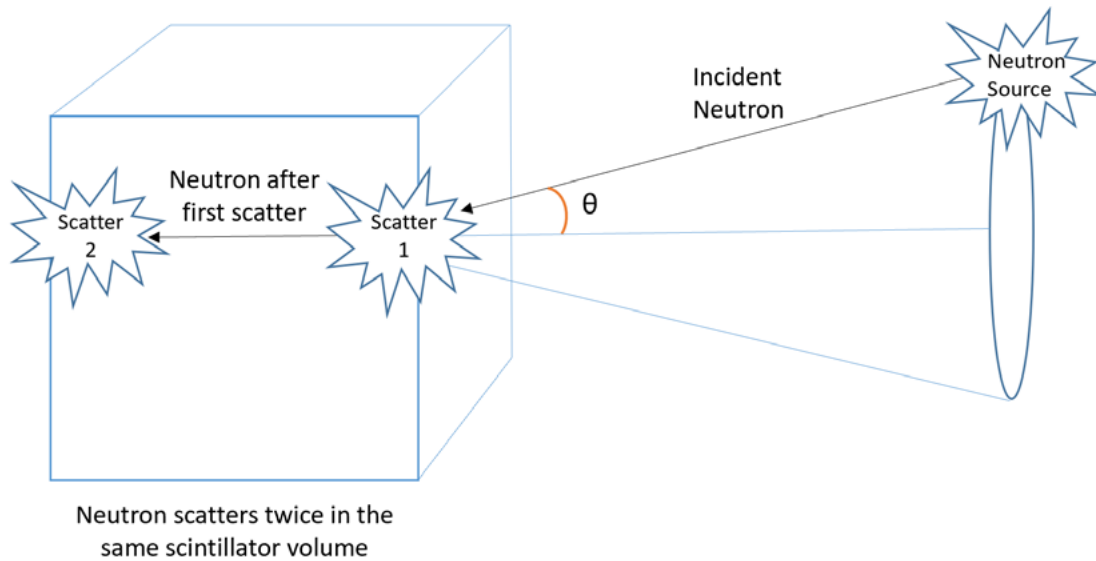 Neutron
Source
Incident
Neutron
θ
Neutron after
first scatter
Scatter
1
Scatter
2
Neutron scatters twice in the
same scintillator volume